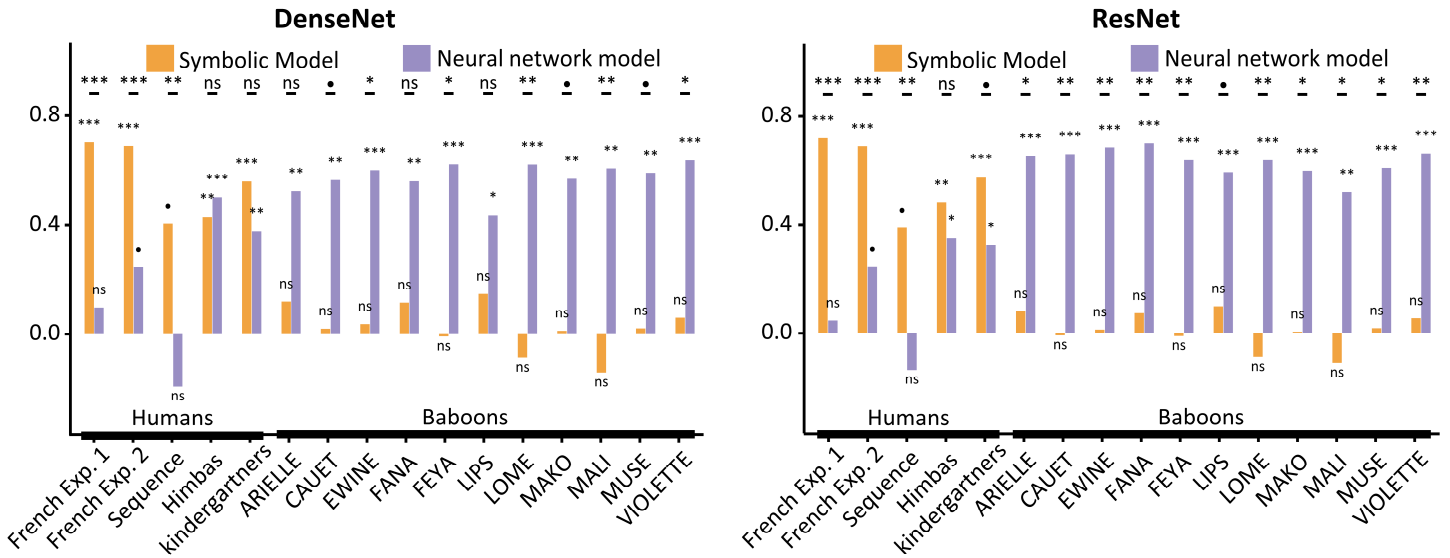 DenseNet
Symbolic Model
Neural network model
*** *** ** ns ns ns • * ns * ns ** • ** • *
0.8
0.4
0.0
*** ns
*** •
• ns
** ***
*** **
ns **
ns **
ns ***
ns **
ns ***
ns *
ns ***
ns **
ns **
ns **
ns ***
Humans
Baboons
French Exp. 1
French Exp. 2
Sequence
Himbas
kindergartners
ARIELLE
CAUET
EWINE
FANA
FEYA
LIPS
LOME
MAKO
MALI
MUSE
VIOLETTE
ResNet
Symbolic Model
Neural network model
*** *** ** ns • * ** ** ** ** • ** * * * **
0.8
0.4
0.0
*** ns
*** •
• ns
** *
*** *
ns ***
ns ***
ns ***
ns ***
ns ***
ns ***
ns ***
ns ***
ns **
ns ***
ns ***
Humans
Baboons
French Exp. 1
French Exp. 2
Sequence
Himbas
kindergartners
ARIELLE
CAUET
EWINE
FANA
FEYA
LIPS
LOME
MAKO
MALI
MUSE
VIOLETTE